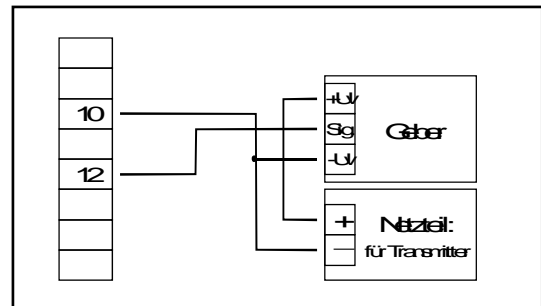 10
12
+Uv
Sig.
-Uv
Geber
+
−
Netzteil:
für Transmitter